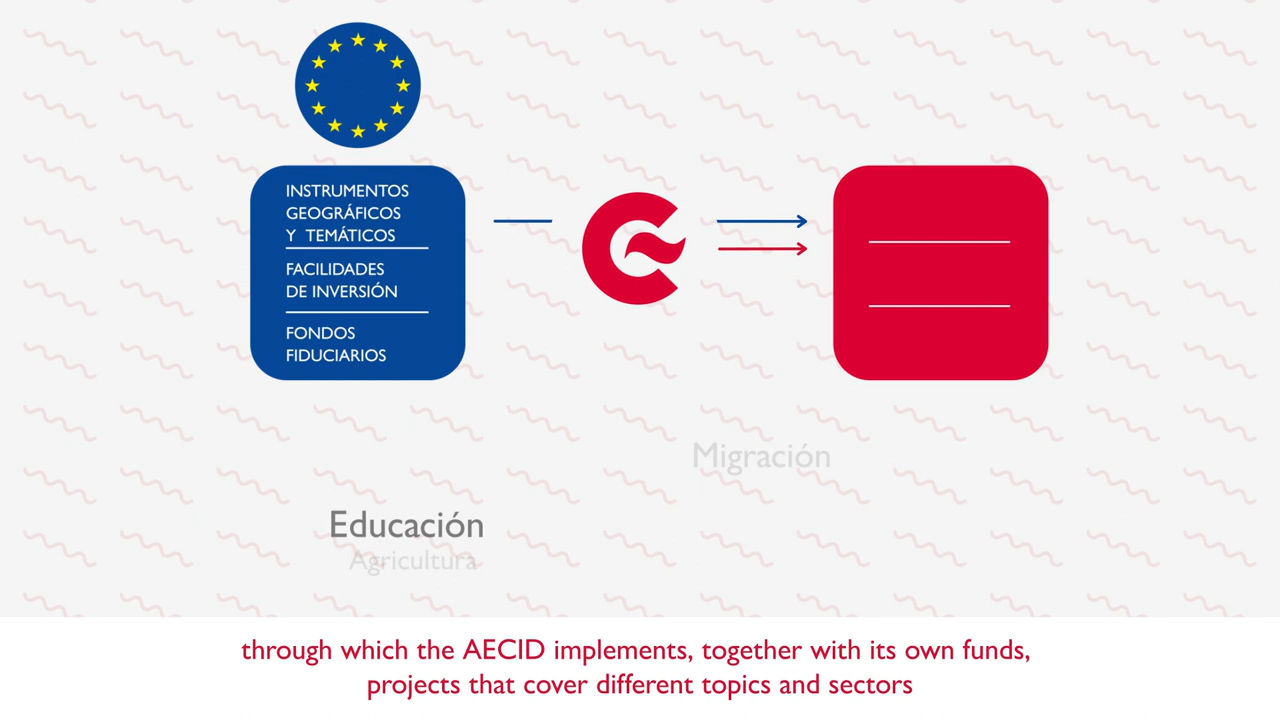 INSTRUMENTOS
GEOGRÁFICOS
Y TEMÁTICOS
FACILIDADES
DE INVERSIÓN
FONDOS
FIDUCIARIOS
Migración
Educación
Agricultura
through which the AECID implements, together with its own funds,
projects that cover different topics and sectors